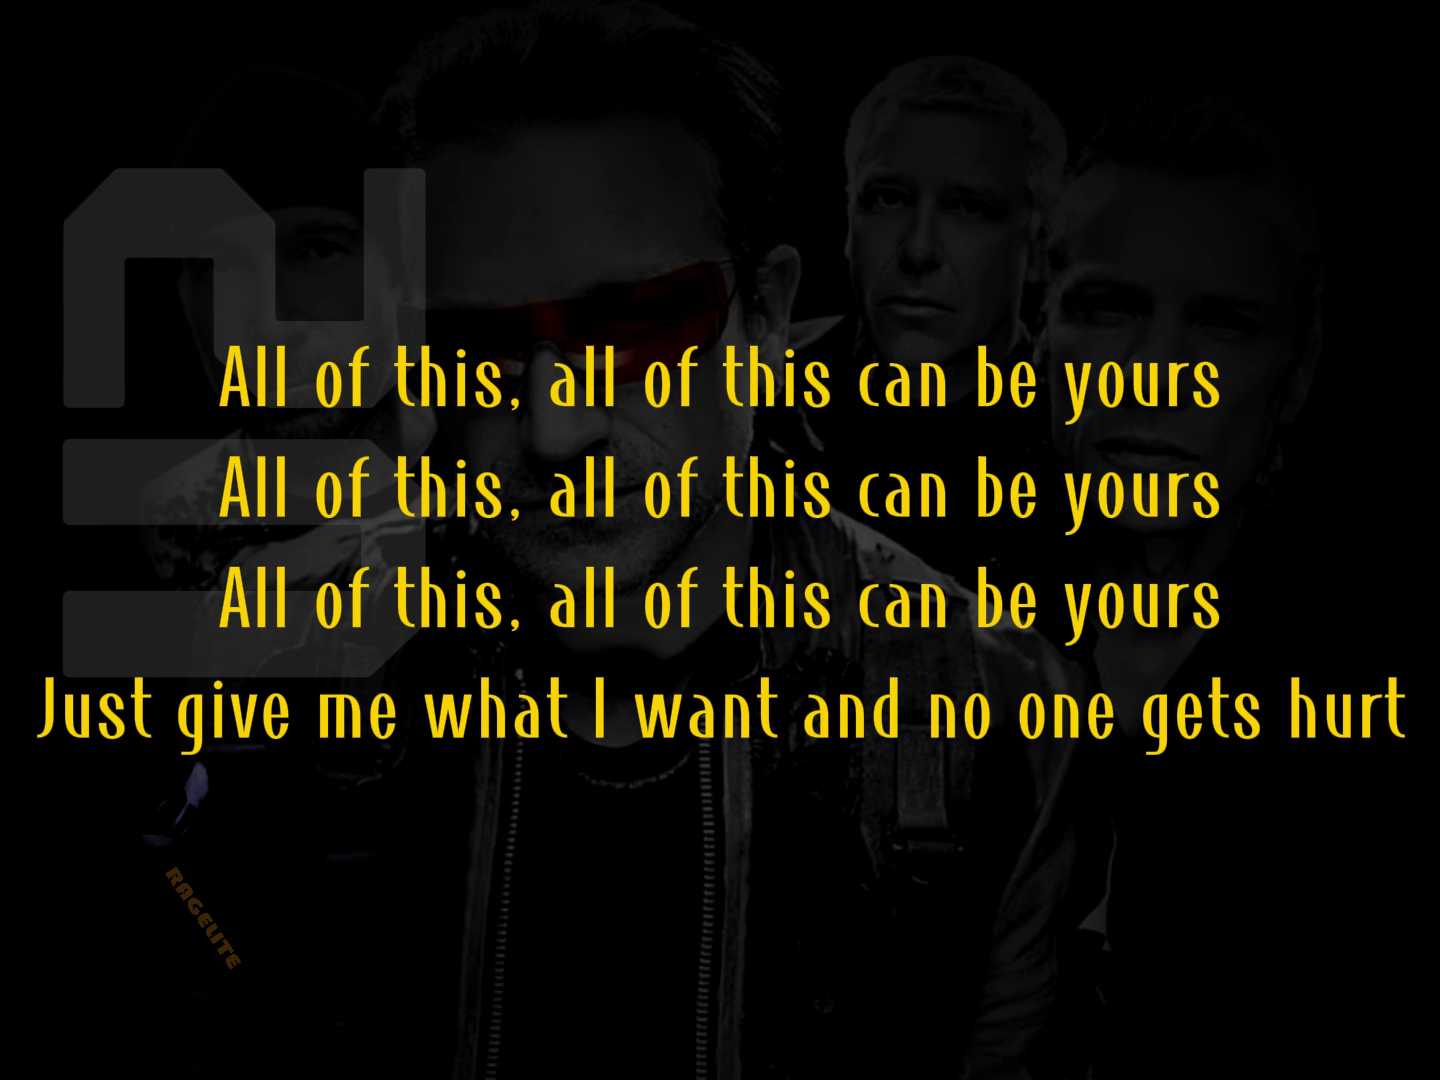 All of this, all of this can be yours
All of this, all of this can be yours
All of this, all of this can be yours
Just give me what I want and no one gets hurt
U2
RAGELITE